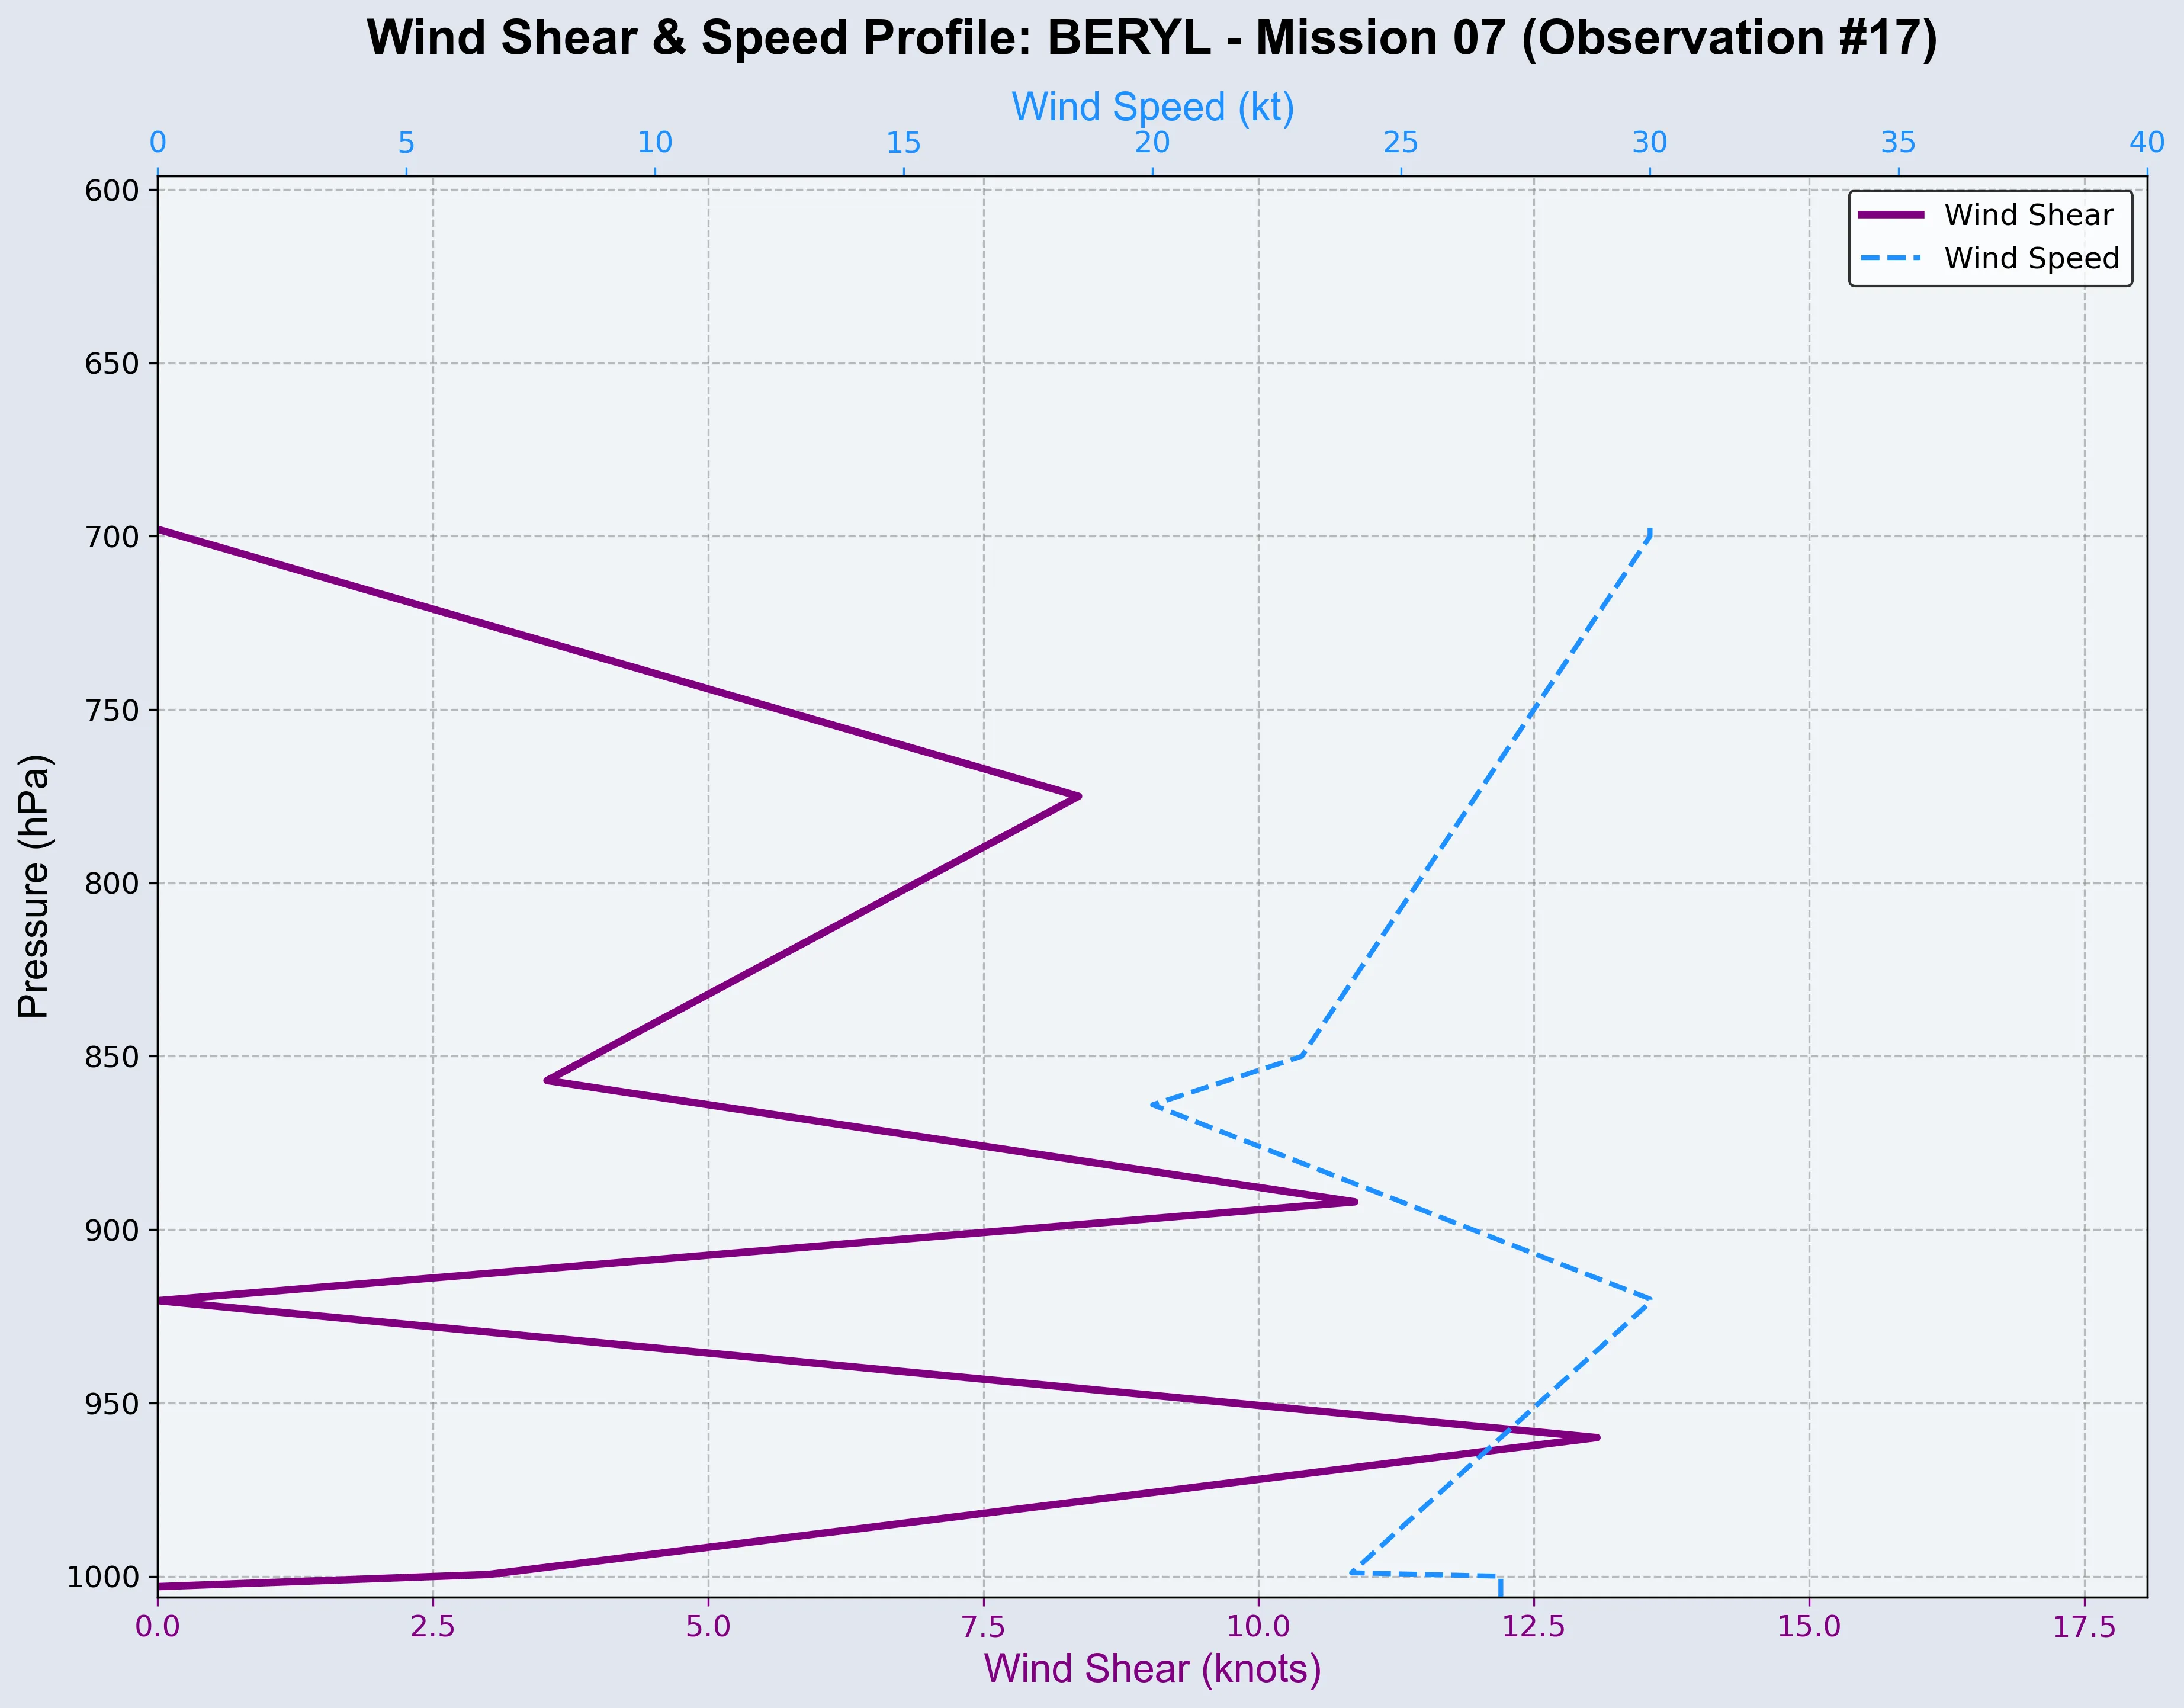 Wind Shear & Speed Profile: BERYL - Mission 07 (Observation #17)
Wind Speed (kt)
0 5 10 15 20 25 30 35 40
Wind Shear
Wind Speed
600
650
700
750
800
850
900
950
1000
Pressure (hPa)
0.0 2.5 5.0 7.5 10.0 12.5 15.0 17.5
Wind Shear (knots)